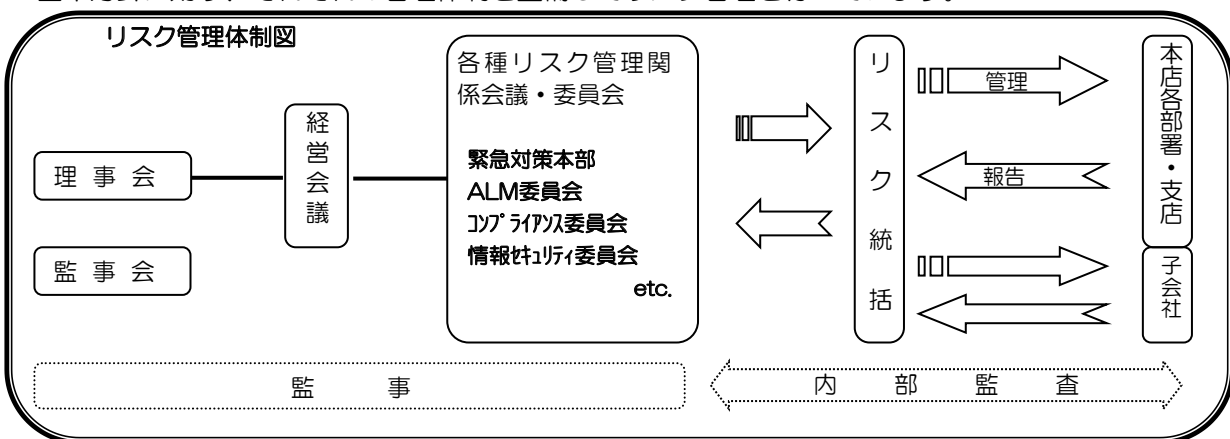 リスク管理体制図
理事会
監事会
経営会議
各種リスク管理関
係会議・委員会
緊急対策本部
ALM委員会
コンプライアンス委員会
情報セキュリティ委員会
etc.
リスク統括
管理
報告
本店各部署・支店
子会社
監事
内部監査